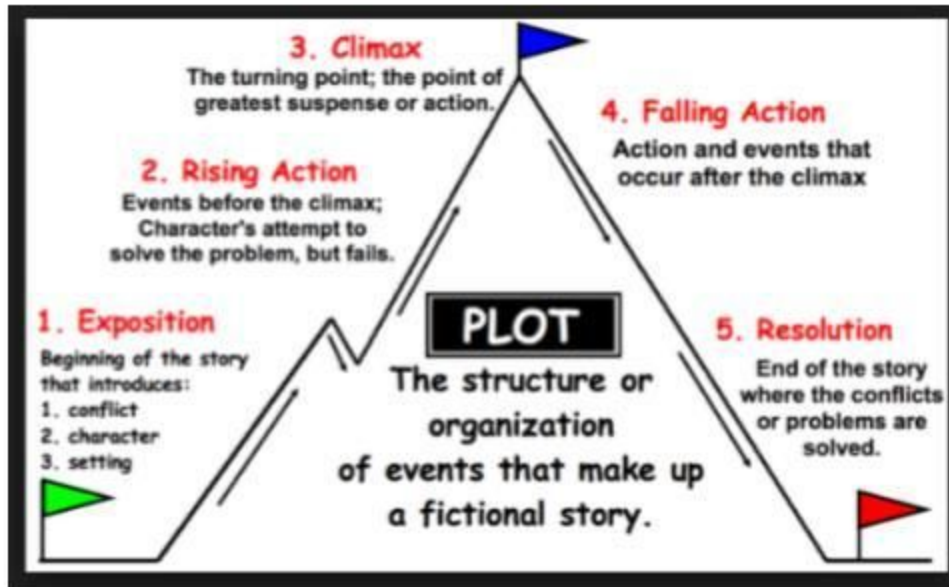 3. Climax
The turning point; the point of
greatest suspense or action.
4. Falling Action
Action and events that
occur after the climax
2. Rising Action
Events before the climax;
Character's attempt to
solve the problem, but fails.
1. Exposition
Beginning of the story
that introduces:
1. conflict
2. character
3. setting
PLOT
The structure or
organization
of events that make up
a fictional story.
5. Resolution
End of the story
where the conflicts
or problems are
solved.